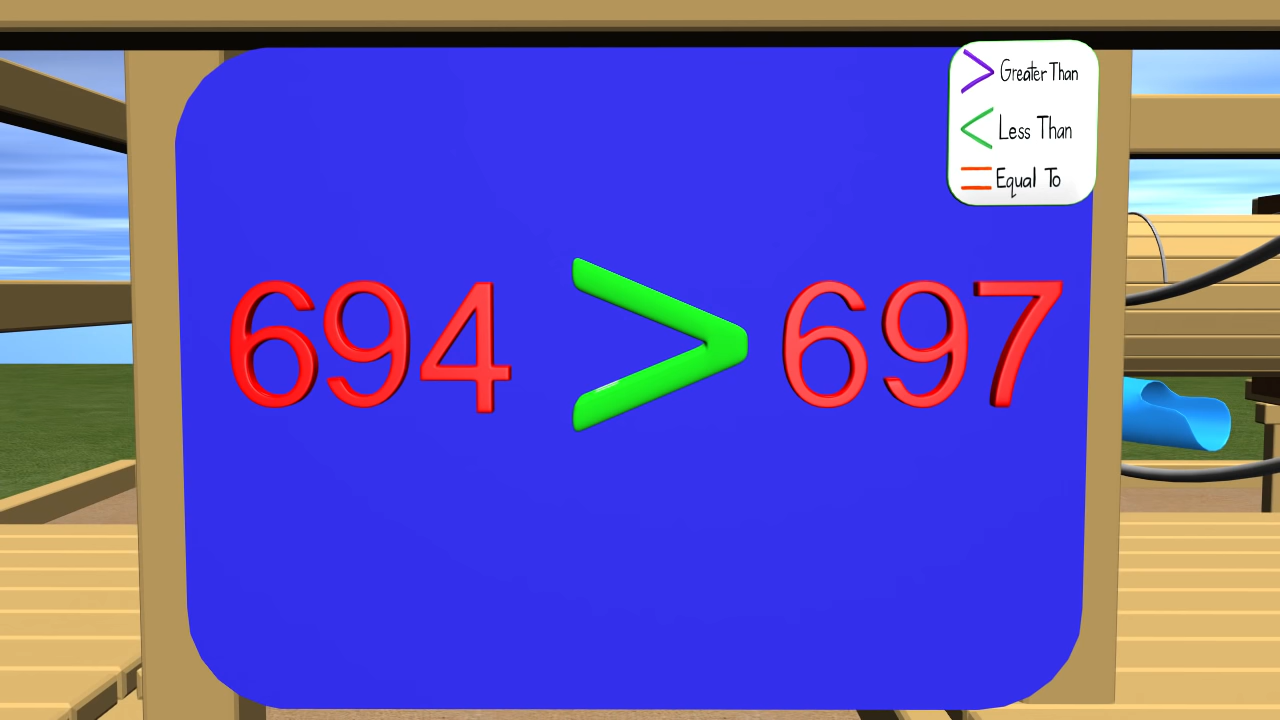 > Greater Than
< Less Than
= Equal To
694 > 697